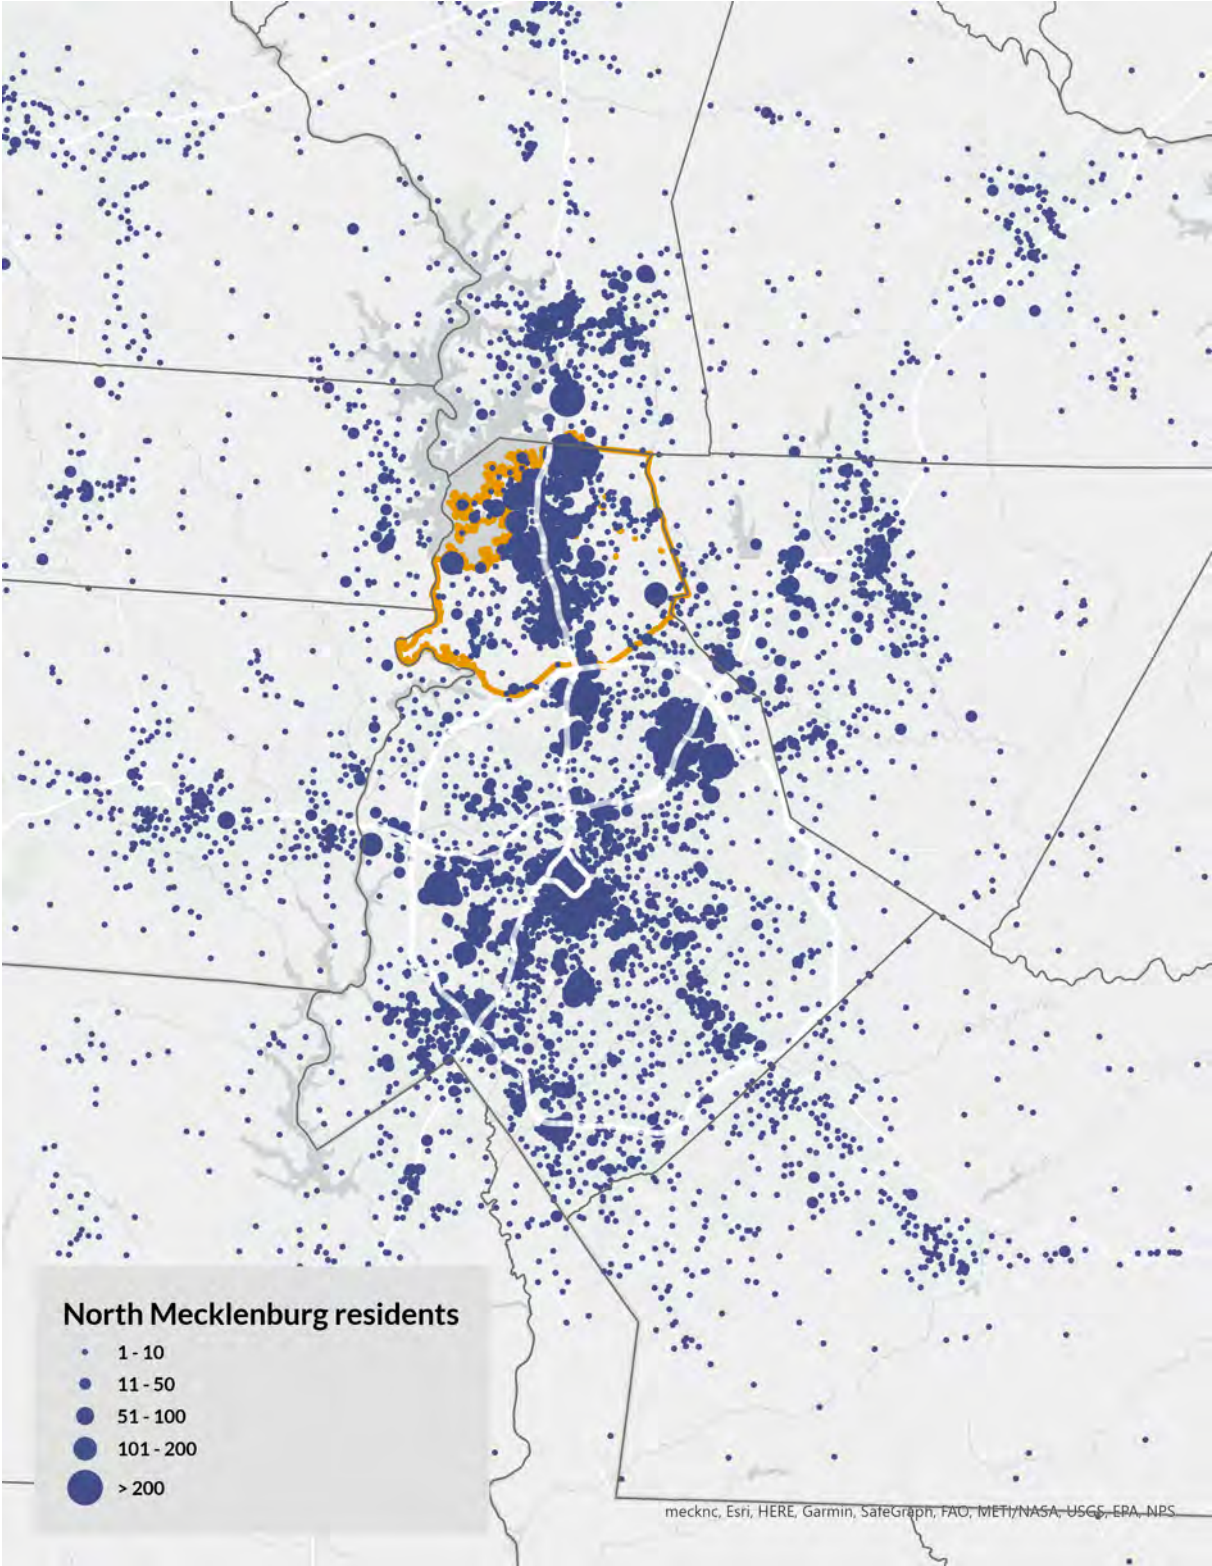 North Mecklenburg residents
1 - 10
11 - 50
51 - 100
101 - 200
> 200
mecknc, Esri, HERE, Garmin, SafeGraph, FAO, METI/NASA, USGS, EPA, NPS